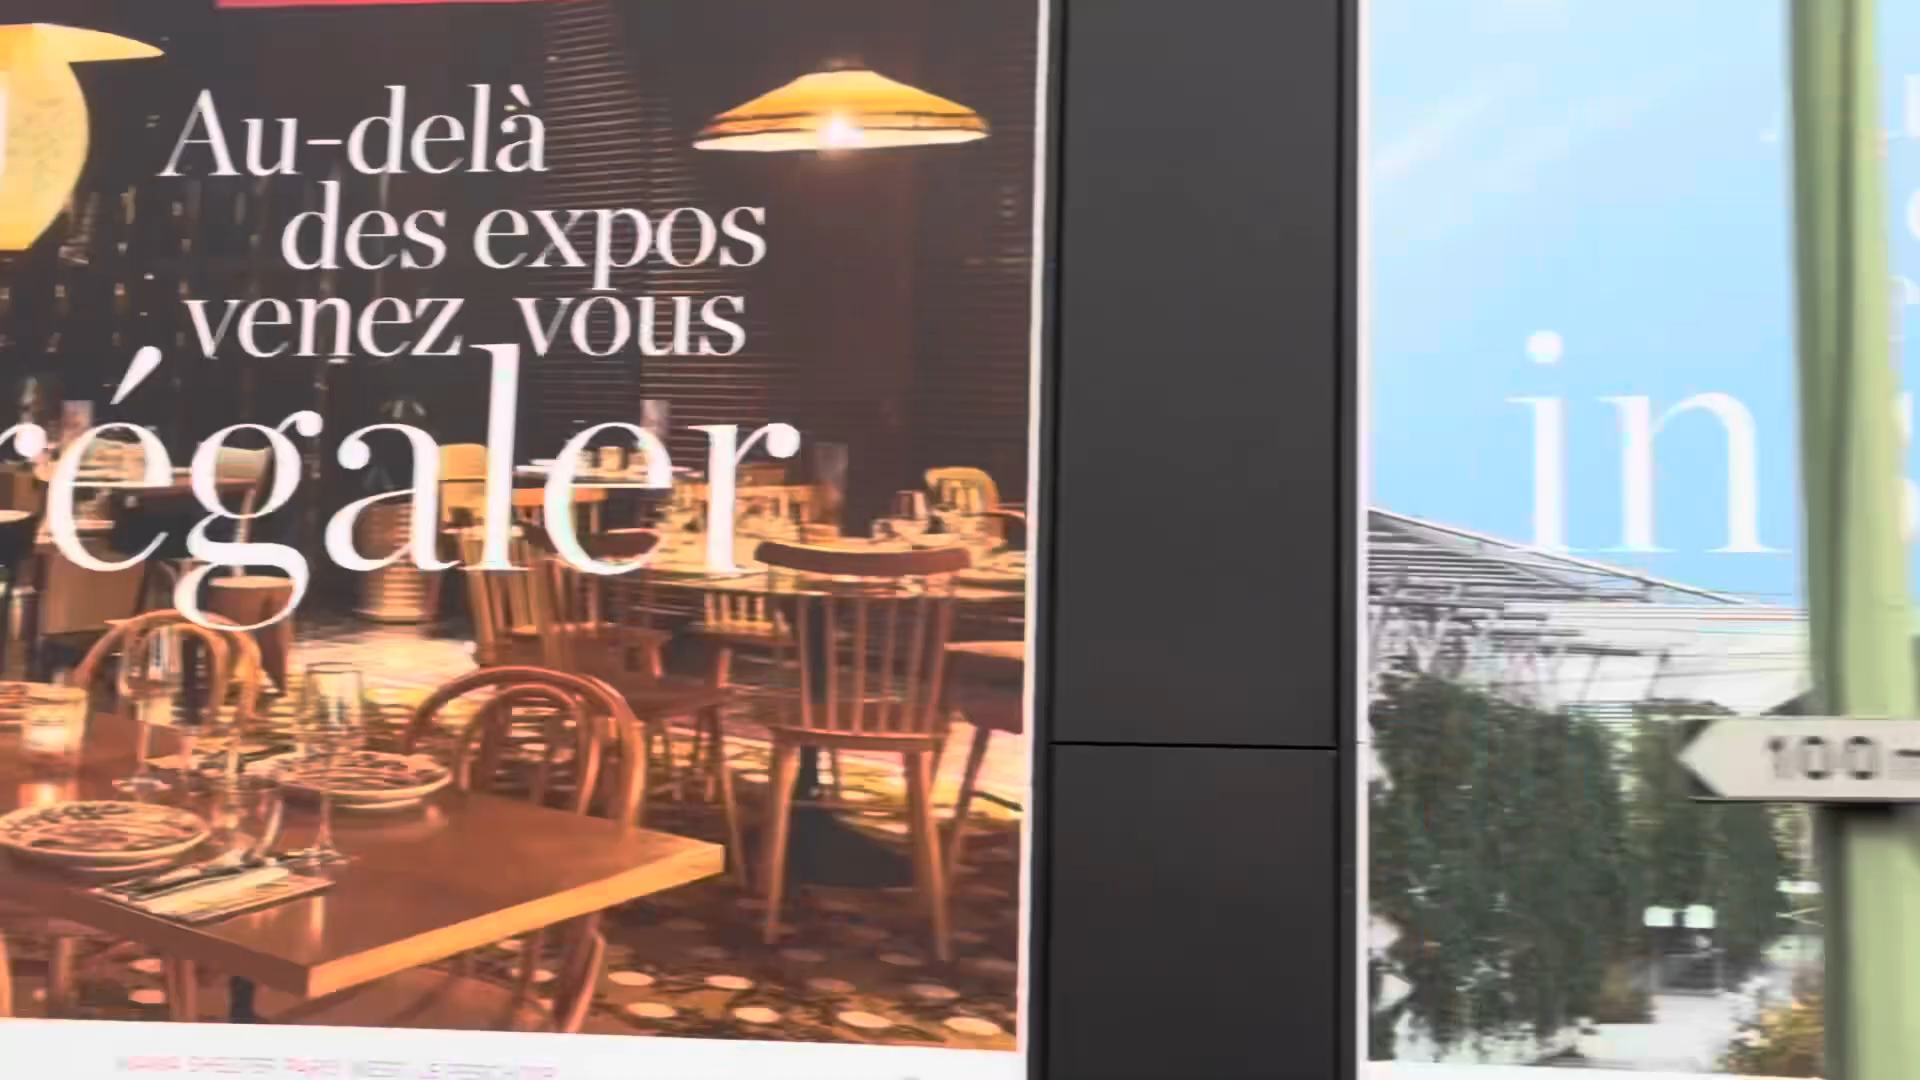 Au-delà
des expos
venez vous
régaler
in
100